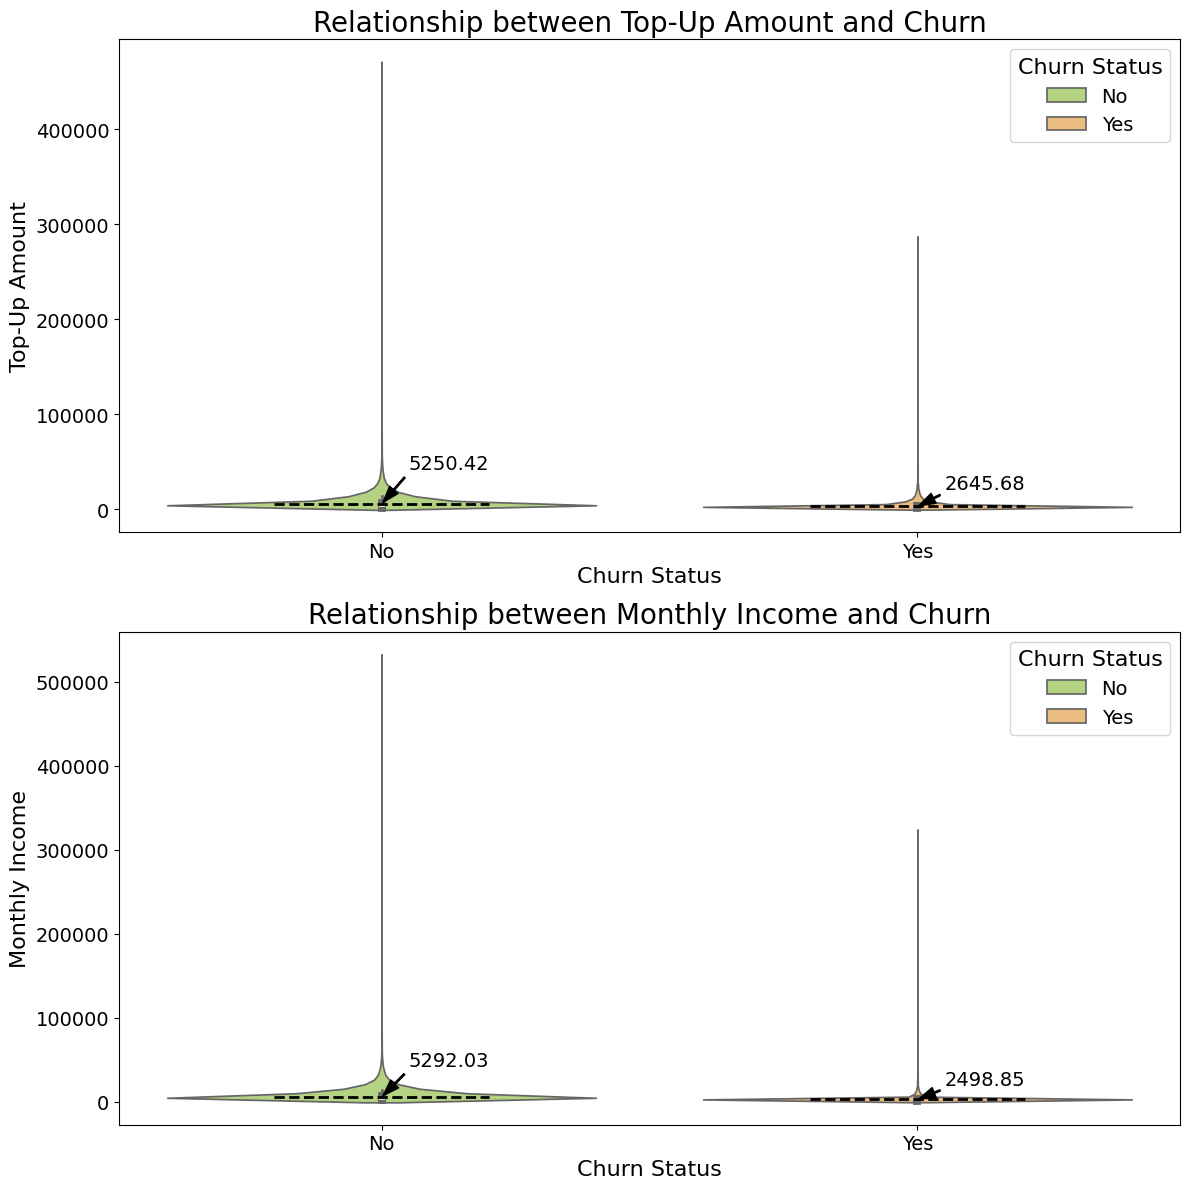 Relationship between Top-Up Amount and Churn
Churn Status
No
Yes
Top-Up Amount
400000
300000
200000
100000
0
5250.42
2645.68
No
Yes
Churn Status
Relationship between Monthly Income and Churn
Churn Status
No
Yes
Monthly Income
500000
400000
300000
200000
100000
0
5292.03
2498.85
No
Yes
Churn Status